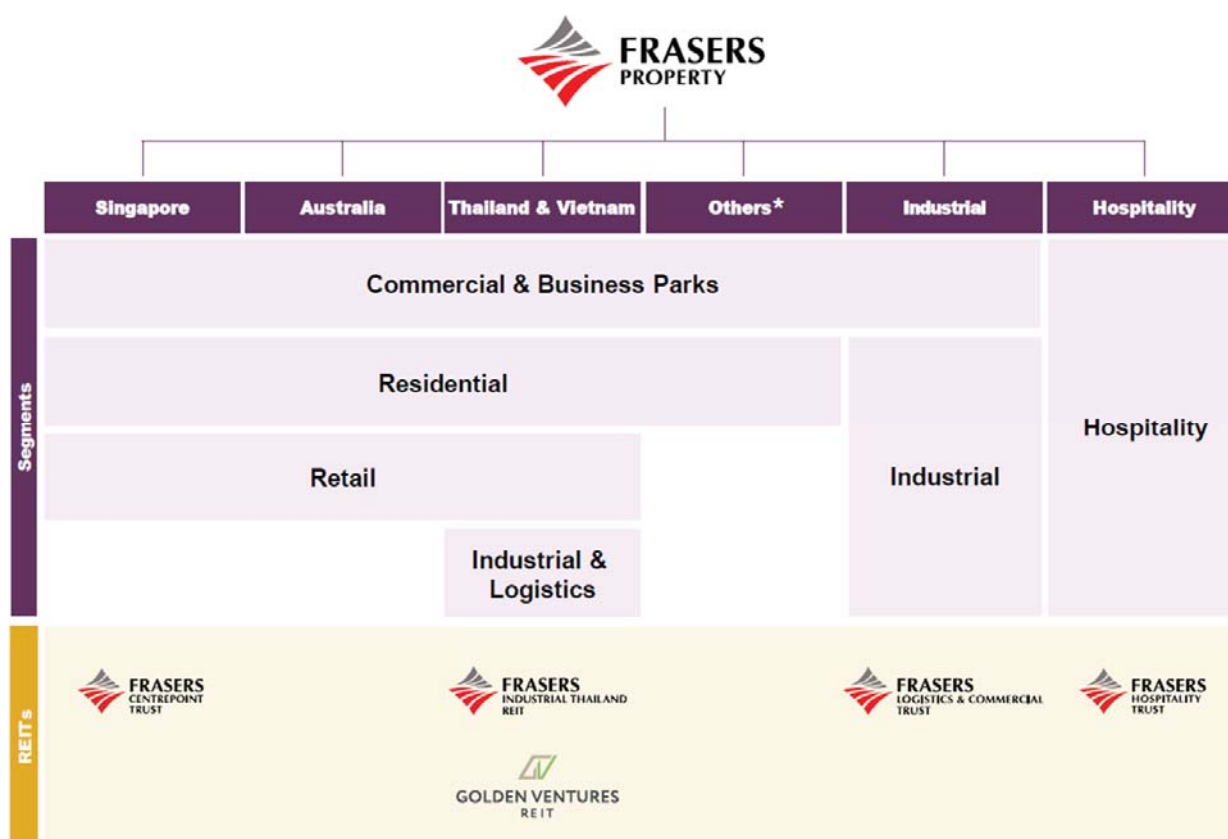 FRASERS
PROPERTY
Singapore
Australia
Thailand & Vietnam
Others*
Industrial
Hospitality
Segments
Commercial & Business Parks
Residential
Retail
Industrial &
Logistics
Industrial
Hospitality
REITs
FRASERS
CENTREPOINT
TRUST
FRASERS
INDUSTRIAL THAILAND
REIT
GOLDEN VENTURES
REIT
FRASERS
LOGISTICS & COMMERCIAL
TRUST
FRASERS
HOSPITALITY
TRUST